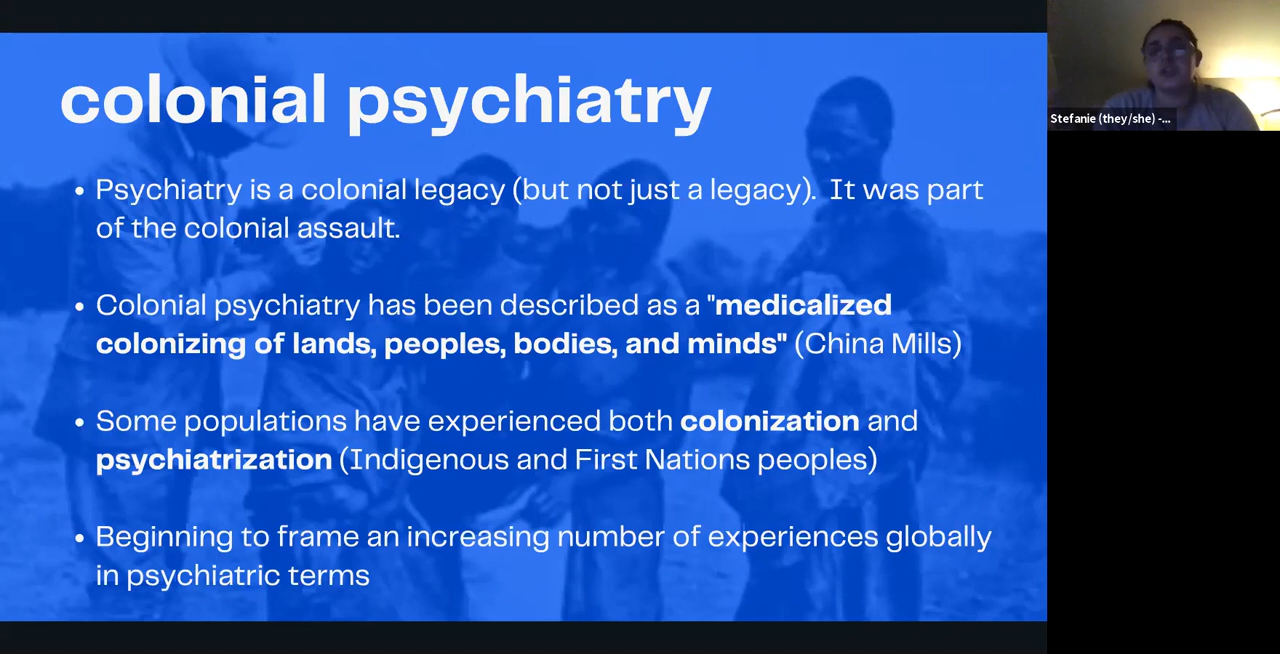 colonial psychiatry
• Psychiatry is a colonial legacy (but not just a legacy).  It was part
of the colonial assault.
• Colonial psychiatry has been described as a "medicalized
colonizing of lands, peoples, bodies, and minds" (China Mills)
• Some populations have experienced both colonization and
psychiatrization (Indigenous and First Nations peoples)
• Beginning to frame an increasing number of experiences globally
in psychiatric terms
Stefanie (they/she) -...